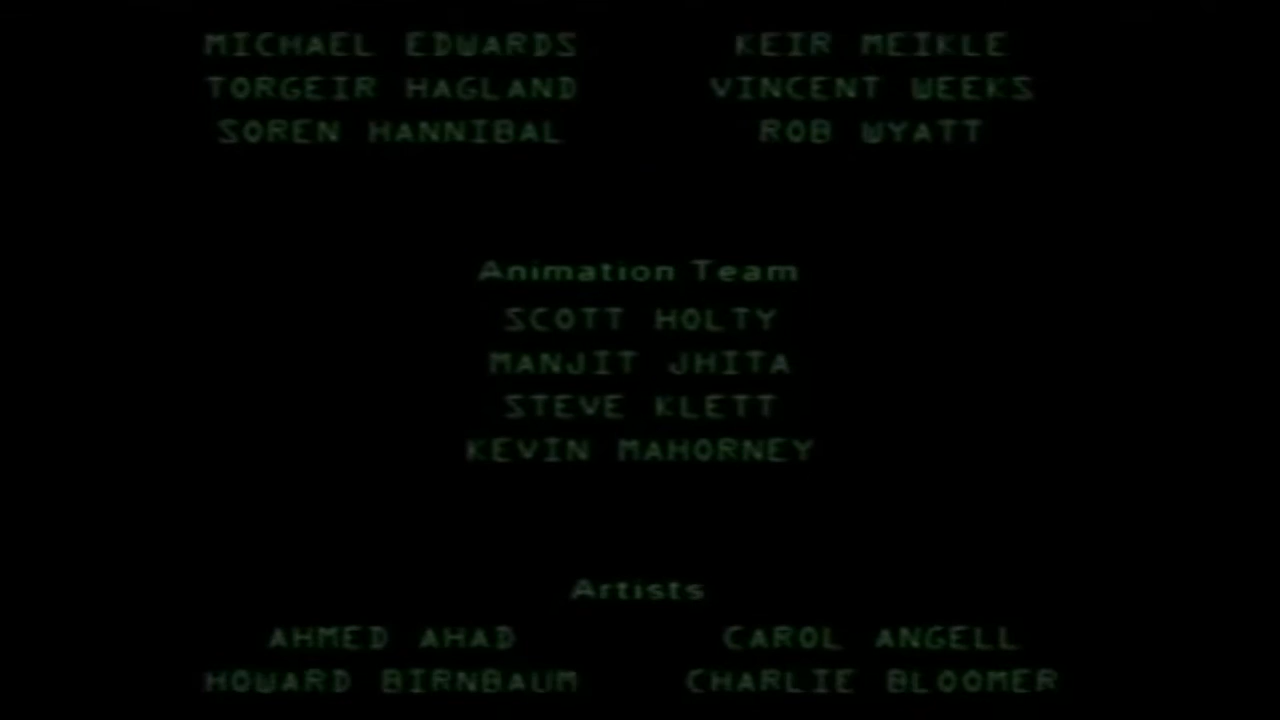 MICHAEL EDWARDS KEIR MEIKLE
TORGEIR HAGLAND VINCENT WEEKS
SOREN HANNIBAL ROB WYATT
Animation Team
SCOTT HOLTY
MANJIT JHITA
STEVE KLETT
KEVIN MAHORNEY
Artists
AHMED AHAD CAROL ANGELL
HOWARD BIRNBAUM CHARLIE BLOOMER